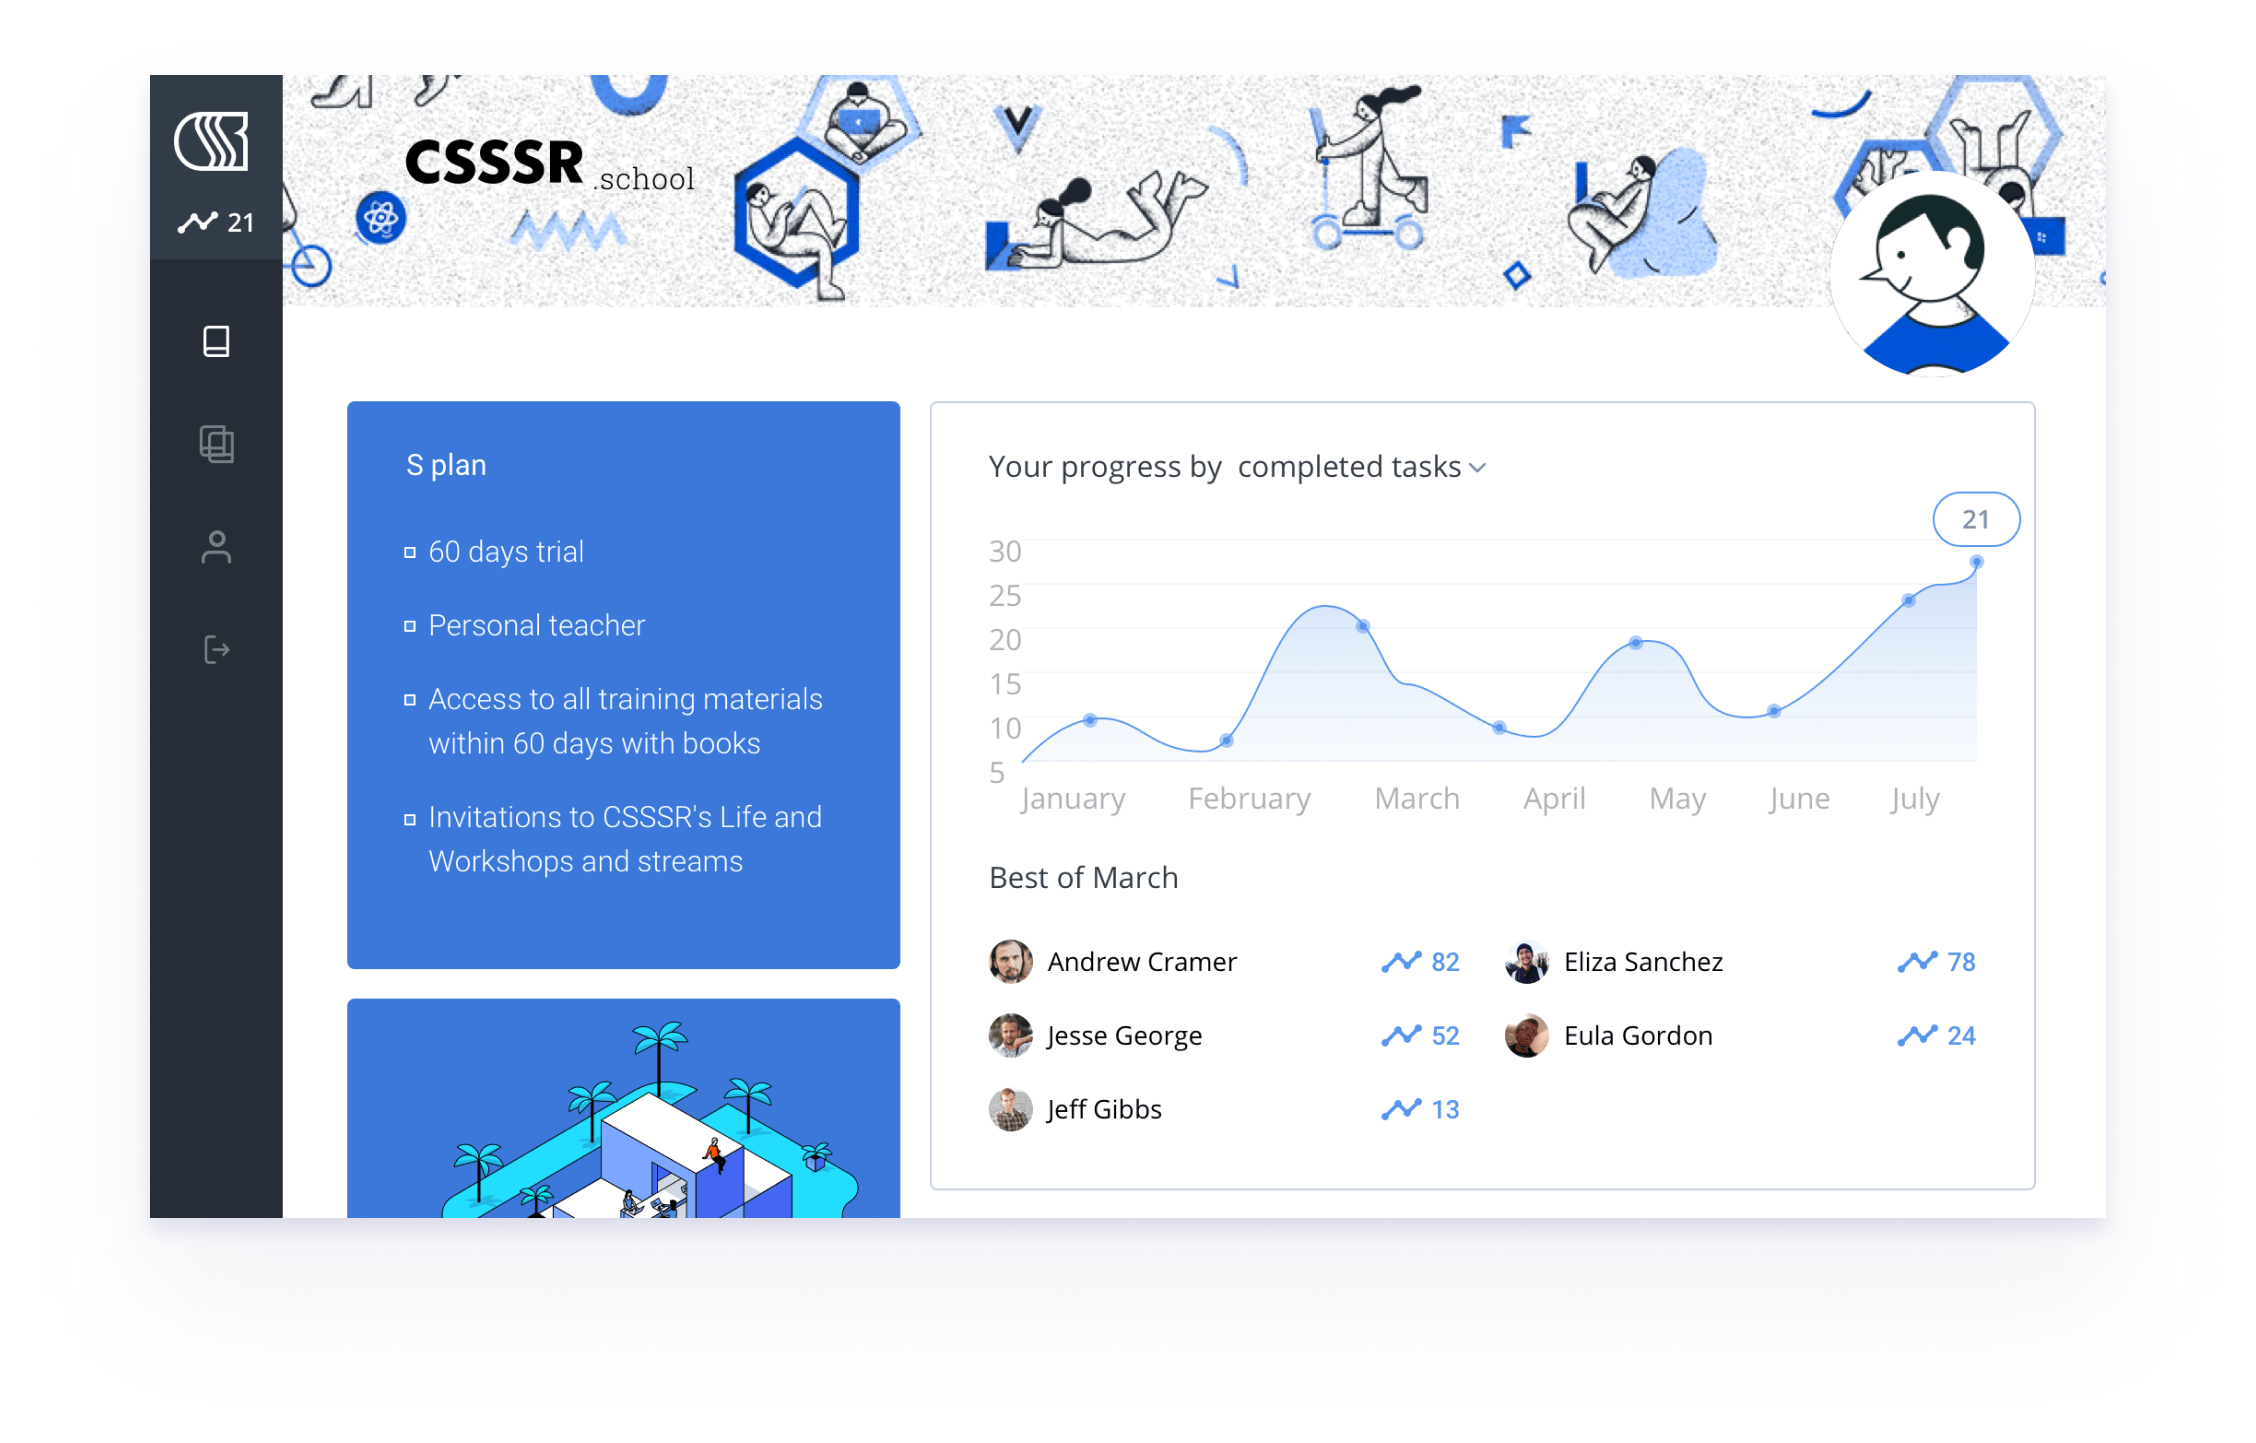 CSSSR .school
21
S plan
60 days trial
Personal teacher
Access to all training materials
within 60 days with books
Invitations to CSSSR's Life and
Workshops and streams
Your progress by completed tasks
21
30
25
20
15
10
5
January February March April May June July
Best of March
Andrew Cramer 82 Eliza Sanchez 78
Jesse George 52 Eula Gordon 24
Jeff Gibbs 13